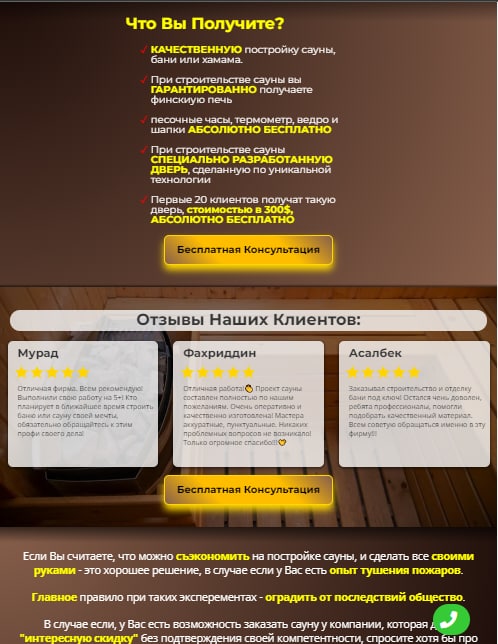 Что Вы Получите?
КАЧЕСТВЕННУЮ постройку сауны,
бани или хамама.
При строительстве сауны вы
ГАРАНТИРОВАННО получаете
финскиую печь
песочные часы, термометр, ведро и
шапки АБСОЛЮТНО БЕСПЛАТНО
При строительстве сауны
СПЕЦИАЛЬНО РАЗРАБОТАННУЮ
ДВЕРЬ, сделанную по уникальной
технологии
Первые 20 клиентов получат такую
дверь, стоимостью в 300$,
АБСОЛЮТНО БЕСПЛАТНО
Бесплатная Консультация
Отзывы Наших Клиентов:
Мурад
Отличная фирма. Всем рекомендую!
Выполнили свою работу на 5+! Кто
планирует в ближайшее время строить
баню или сауну своей мечты,
обязательно обращайтесь к этим
профи своего дела!
Фахриддин
Отличная работа!👏 Проект сауны
составлен полностью по нашим
пожеланиям. Очень оперативно и
качественно изготовлена! Мастера
аккуратные, пунктуальные. Никаких
проблемных вопросов не возникало!
Только огромное спасибо!!!
Асалбек
Заказывал строительство и отделку
бани под ключ! Остался чень доволен,
ребята профессионалы, помогли
подобрать качественный материал.
Всем советую обращаться именно в эту
фирму!!!
Бесплатная Консультация
Если Вы считаете, что можно съэкономить на постройке сауны, и сделать все своими
руками - это хорошее решение, в случае если у Вас есть опыт тушения пожаров.
Главное правило при таких эксперементах - оградить от последствий общество.
В случае если, у Вас есть возможность заказать сауну у компании, которая
"интересную скидку" без подтверждения своей компетентности, спросите хотя бы про